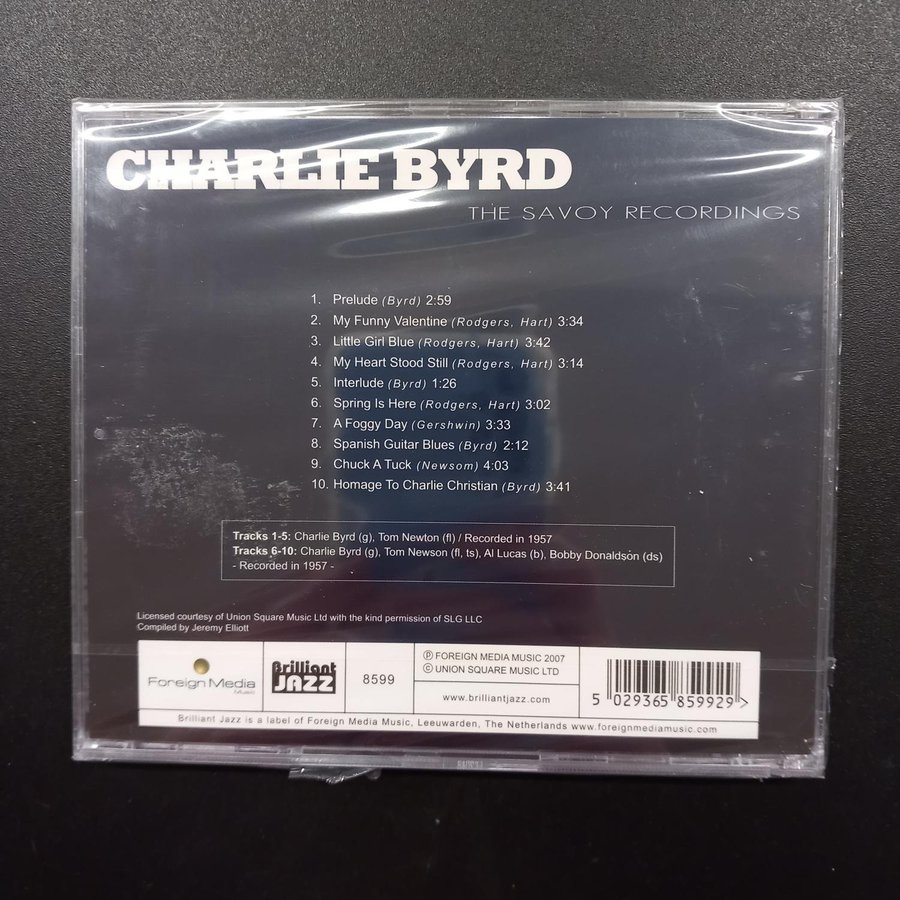 CHARLIE BYRD
THE SAVOY RECORDINGS
1. Prelude (Byrd) 2:59
2. My Funny Valentine (Rodgers, Hart) 3:34
3. Little Girl Blue (Rodgers, Hart) 3:42
4. My Heart Stood Still (Rodgers, Hart) 3:14
5. Interlude (Byrd) 1:26
6. Spring Is Here (Rodgers, Hart) 3:02
7. A Foggy Day (Gershwin) 3:33
8. Spanish Guitar Blues (Byrd) 2:12
9. Chuck A Tuck (Newsom) 4:03
10. Homage To Charlie Christian (Byrd) 3:41
Tracks 1-5: Charlie Byrd (g), Tom Newton (fl) / Recorded in 1957
Tracks 6-10: Charlie Byrd (g), Tom Newson (fl, ts), Al Lucas (b), Bobby Donaldson (ds)
- Recorded in 1957 -
Licensed courtesy of Union Square Music Ltd with the kind permission of SLG LLC
Compiled by Jeremy Elliott
Foreign Media
Music
Brilliant
JAZZ
8599
Ⓟ FOREIGN MEDIA MUSIC 2007
© UNION SQUARE MUSIC LTD
www.brilliantjazz.com
5 029365 859929 >
Brilliant Jazz is a label of Foreign Media Music, Leeuwarden, The Netherlands www.foreignmediamusic.com